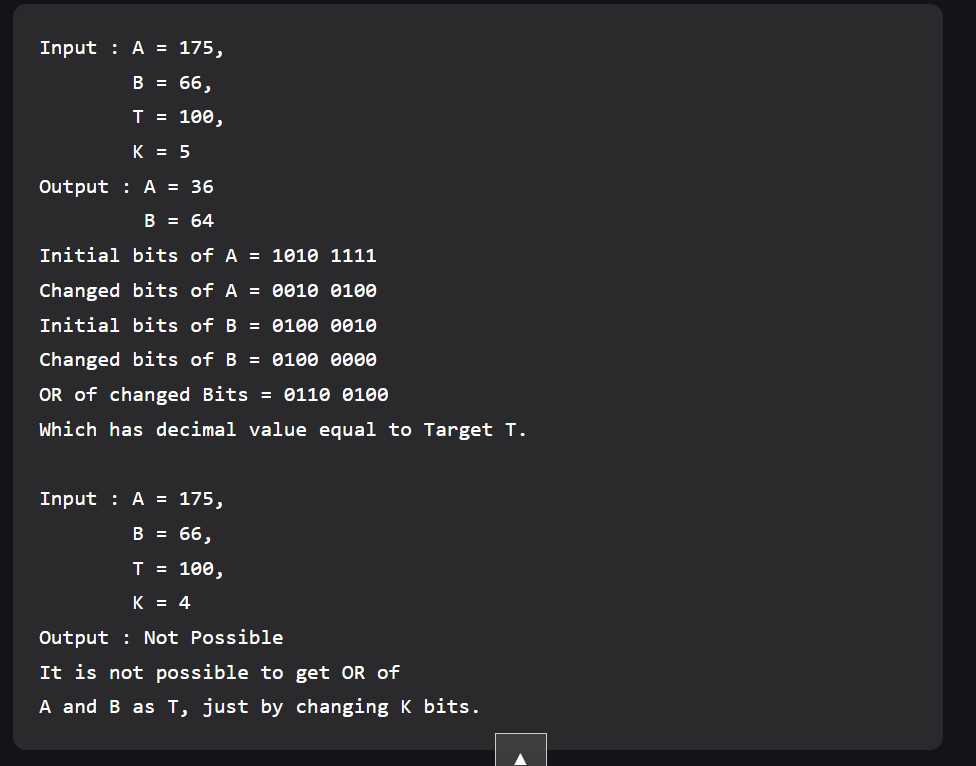 Input : A = 175,
        B = 66,
        T = 100,
        K = 5
Output : A = 36
         B = 64
Initial bits of A = 1010 1111
Changed bits of A = 0010 0100
Initial bits of B = 0100 0010
Changed bits of B = 0100 0000
OR of changed Bits = 0110 0100
Which has decimal value equal to Target T.

Input : A = 175,
        B = 66,
        T = 100,
        K = 4
Output : Not Possible
It is not possible to get OR of
A and B as T, just by changing K bits.